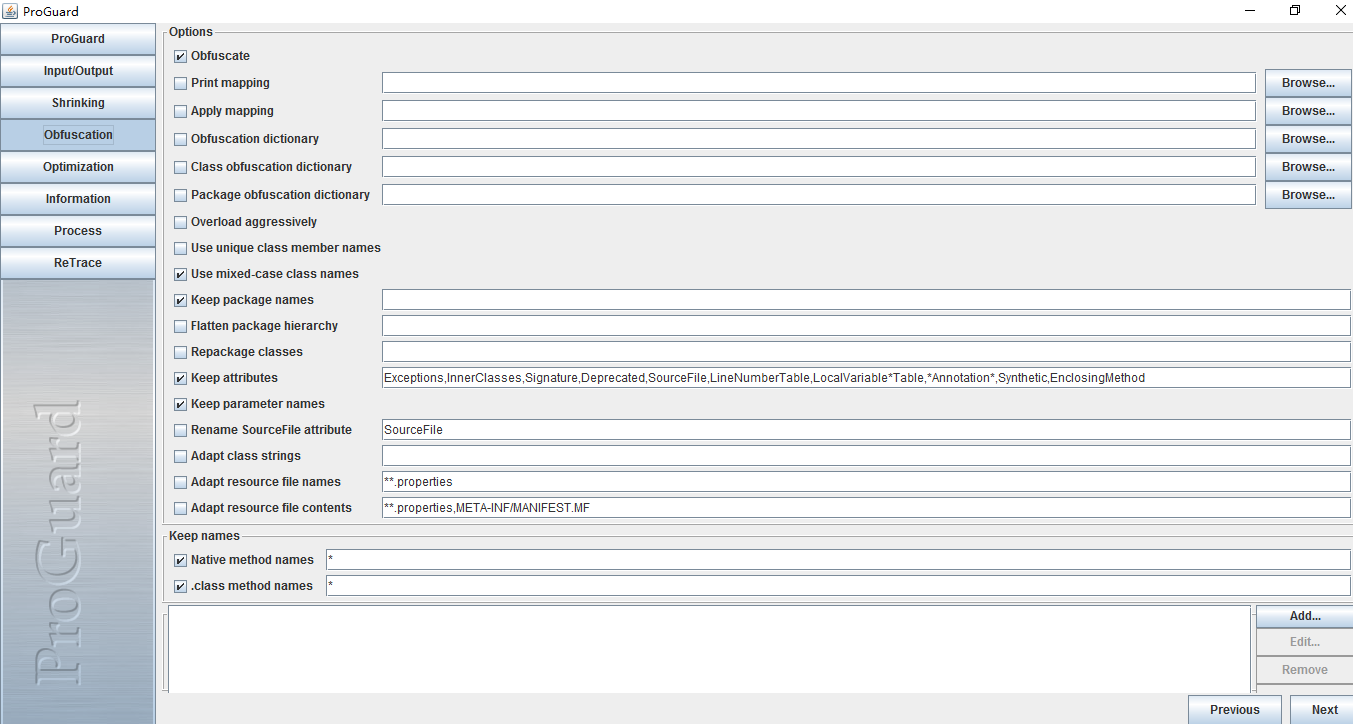 ProGuard
ProGuard
Input/Output
Shrinking
Obfuscation
Optimization
Information
Process
ReTrace
ProGuard
Options
Obfuscate
Print mapping Browse...
Apply mapping Browse...
Obfuscation dictionary Browse...
Class obfuscation dictionary Browse...
Package obfuscation dictionary Browse...
Overload aggressively
Use unique class member names
Use mixed-case class names
Keep package names
Flatten package hierarchy
Repackage classes
Keep attributes Exceptions,InnerClasses,Signature,Deprecated,SourceFile,LineNumberTable,LocalVariable*Table,*Annotation*,Synthetic,EnclosingMethod
Keep parameter names
Rename SourceFile attribute SourceFile
Adapt class strings
Adapt resource file names **.properties
Adapt resource file contents **.properties,META-INF/MANIFEST.MF
Keep names
Native method names *
.class method names *
Add...
Edit...
Remove
Previous Next